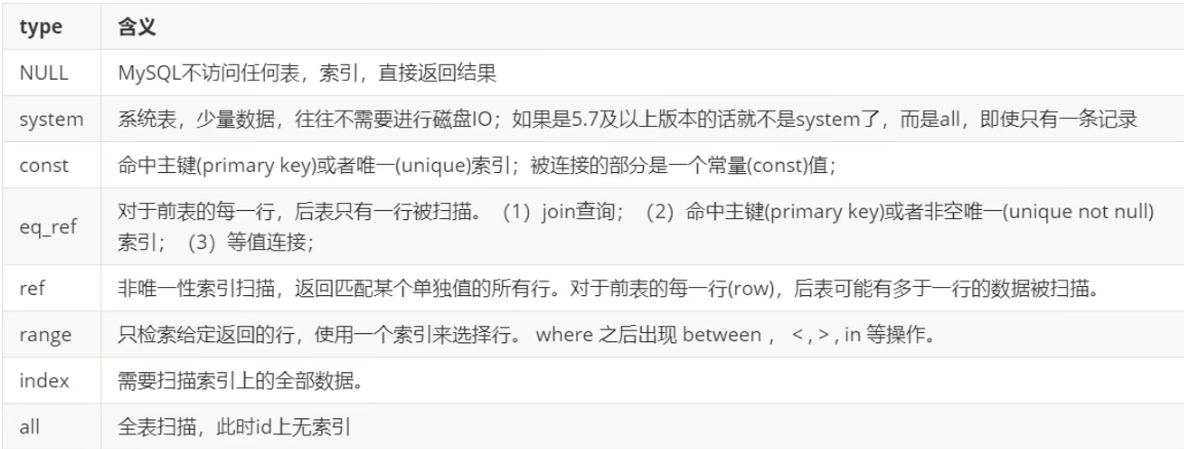 type 含义
NULL MySQL不访问任何表，索引，直接返回结果
system 系统表，少量数据，往往不需要进行磁盘IO；如果是5.7及以上版本的话就不是system了，而是all，即使只有一条记录
const 命中主键(primary key)或者唯一(unique)索引；被连接的部分是一个常量(const)值；
eq_ref 对于前表的每一行，后表只有一行被扫描。（1）join查询；（2）命中主键(primary key)或者非空唯一(unique not null)
索引；（3）等值连接；
ref 非唯一性索引扫描，返回匹配某个单独值的所有行。对于前表的每一行(row)，后表可能有多于一行的数据被扫描。
range 只检索给定返回的行，使用一个索引来选择行。 where 之后出现 between ， < , > , in 等操作。
index 需要扫描索引上的全部数据。
all 全表扫描，此时id上无索引